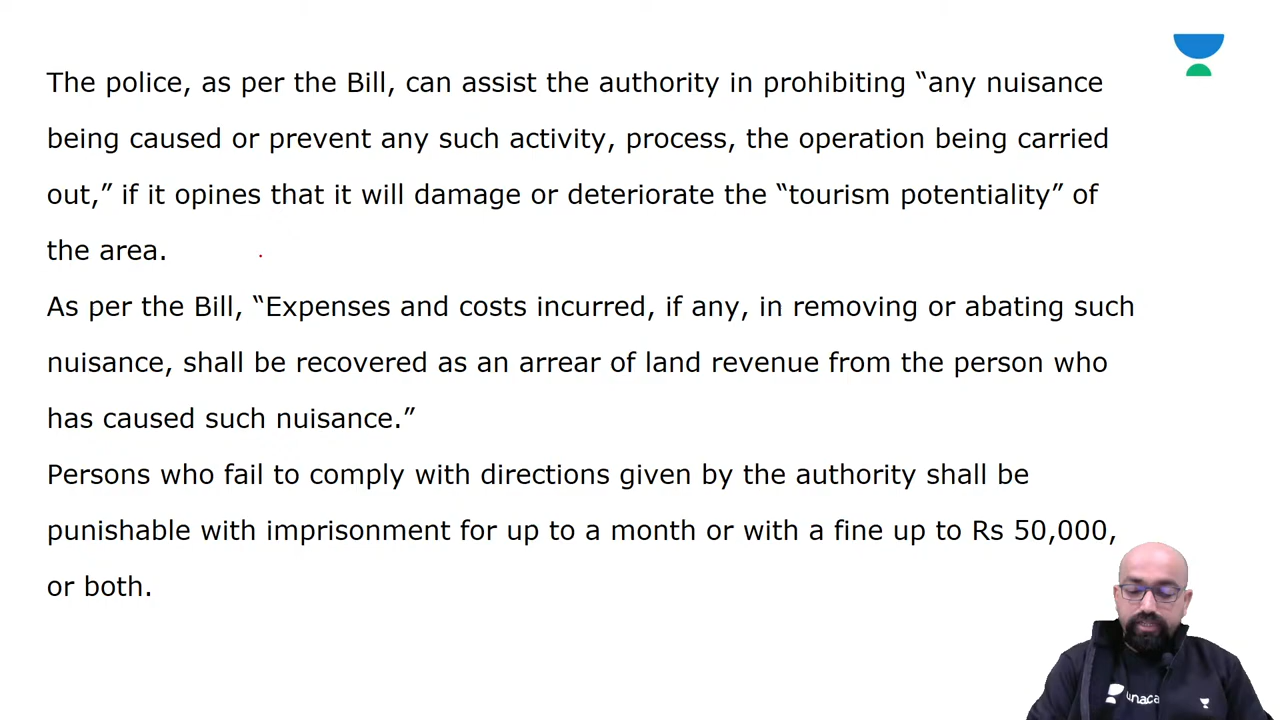 The police, as per the Bill, can assist the authority in prohibiting “any nuisance
being caused or prevent any such activity, process, the operation being carried
out,” if it opines that it will damage or deteriorate the “tourism potentiality” of
the area.
As per the Bill, “Expenses and costs incurred, if any, in removing or abating such
nuisance, shall be recovered as an arrear of land revenue from the person who
has caused such nuisance.”
Persons who fail to comply with directions given by the authority shall be
punishable with imprisonment for up to a month or with a fine up to Rs 50,000,
or both.